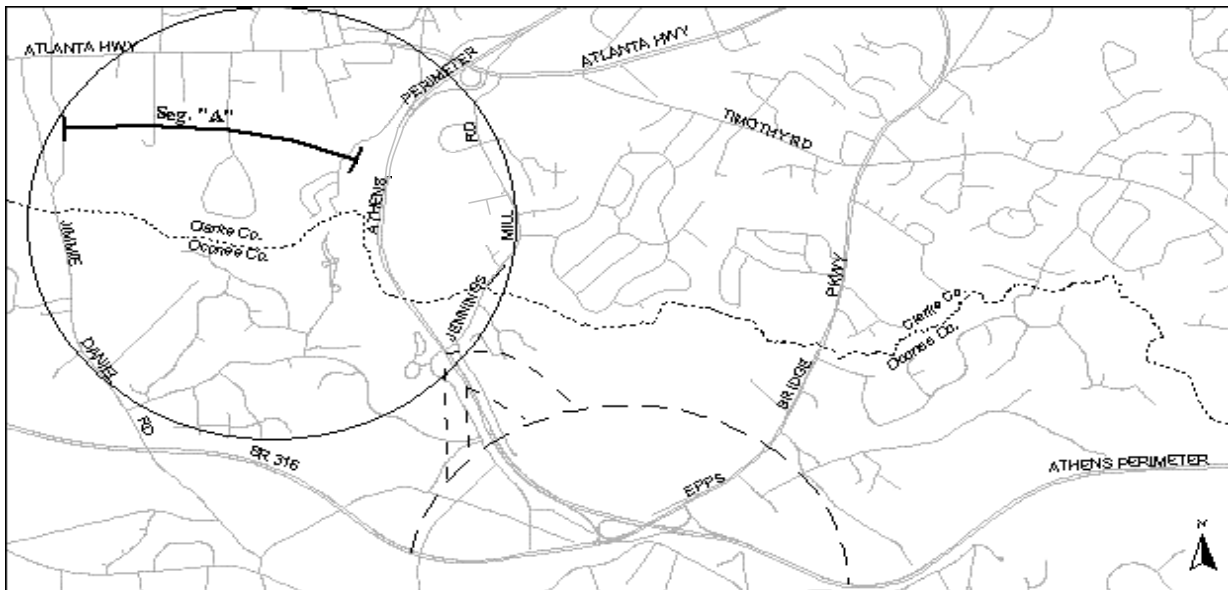 ATLANTA HWY
PERIMETER
ATLANTA HWY
Seg. "A"
TIMOTHY RD
RD
ATHENS
MILL
Clarke Co.
Oconee Co.
JIMMIE
JENNINGS
PKWY
Clarke Co.
Oconee Co.
DANIEL
BRIDGE
RD
SR 316
EPPS
ATHENS PERIMETER
N